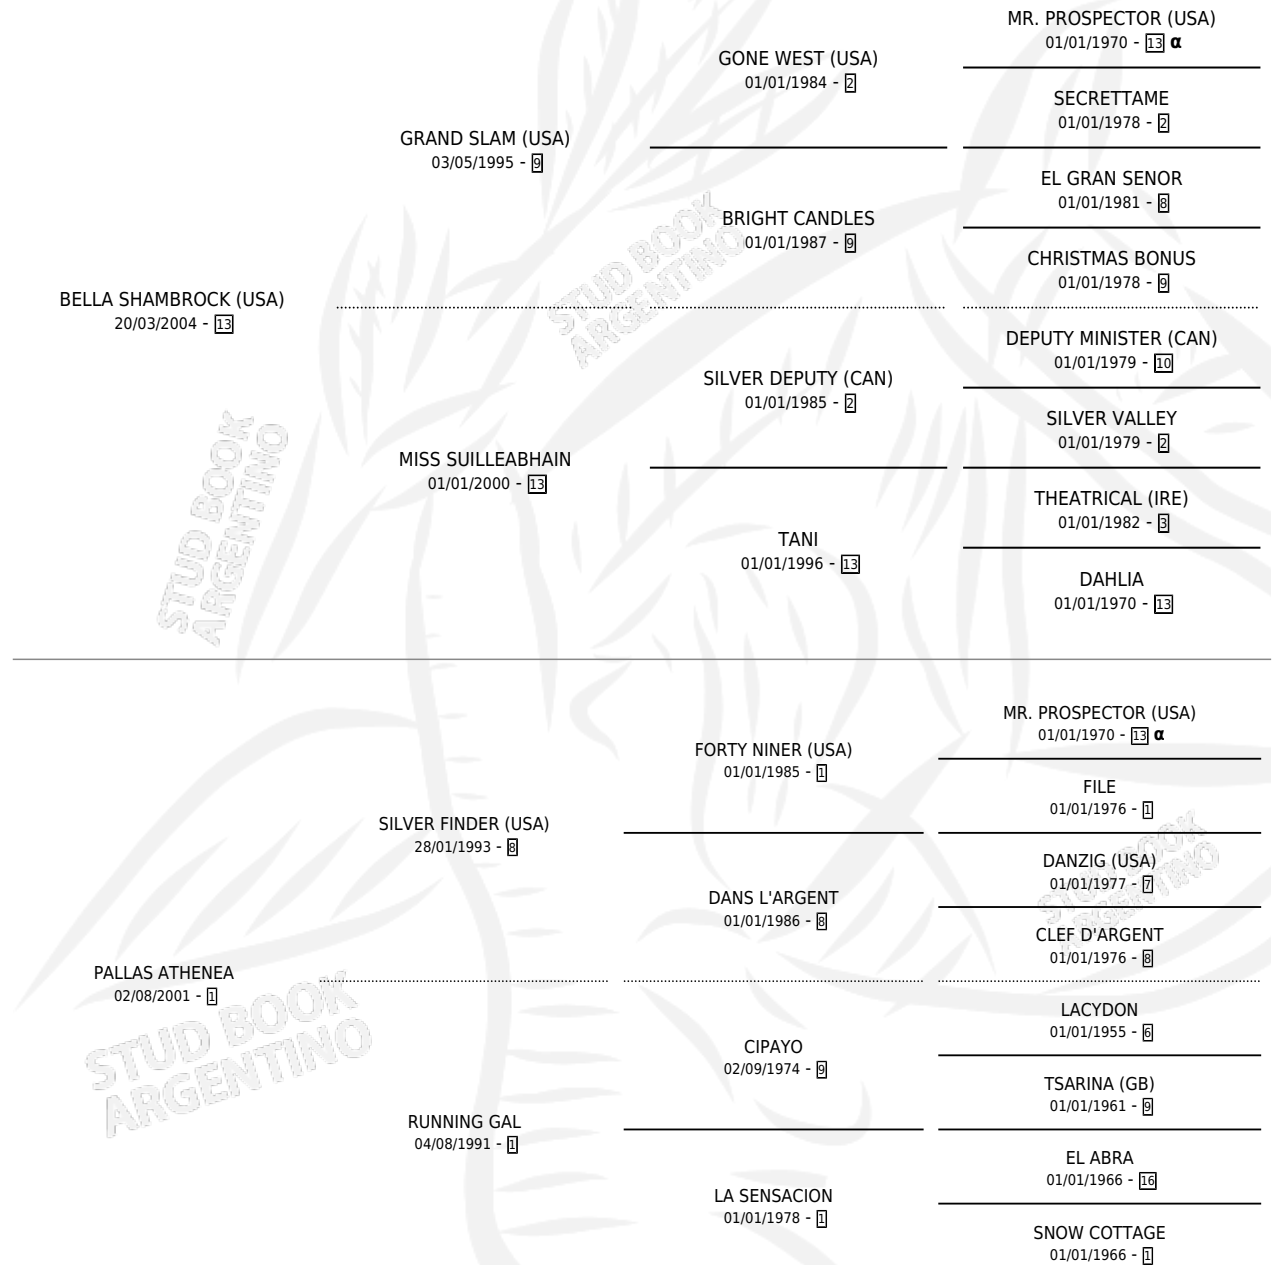 MR. PROSPECTOR (USA)
01/01/1970 - 13 α
GONE WEST (USA)
01/01/1984 - 2
SECRETTAME
01/01/1978 - 2
GRAND SLAM (USA)
03/05/1995 - 9
EL GRAN SENOR
01/01/1981 - 8
BRIGHT CANDLES
01/01/1987 - 9
CHRISTMAS BONUS
01/01/1978 - 9
BELLA SHAMBROCK (USA)
20/03/2004 - 13
DEPUTY MINISTER (CAN)
01/01/1979 - 10
SILVER DEPUTY (CAN)
01/01/1985 - 2
SILVER VALLEY
01/01/1979 - 2
MISS SUILLEABHAIN
01/01/2000 - 13
THEATRICAL (IRE)
01/01/1982 - 3
TANI
01/01/1996 - 13
DAHLIA
01/01/1970 - 13
STUD BOOK
ARGENTINO
STUD BOOK
ARGENTINO
MR. PROSPECTOR (USA)
01/01/1970 - 13 α
FORTY NINER (USA)
01/01/1985 - 1
FILE
01/01/1976 - 1
SILVER FINDER (USA)
28/01/1993 - 8
DANZIG (USA)
01/01/1977 - 7
DANS L'ARGENT
01/01/1986 - 8
CLEF D'ARGENT
01/01/1976 - 8
STUD BOOK
ARGENTINO
PALLAS ATHENEA
02/08/2001 - 1
STUD BOOK
ARGENTINO
LACYDON
01/01/1955 - 6
CIPAYO
02/09/1974 - 9
TSARINA (GB)
01/01/1961 - 9
RUNNING GAL
04/08/1991 - 1
EL ABRA
01/01/1966 - 16
LA SENSACION
01/01/1978 - 1
SNOW COTTAGE
01/01/1966 - 1